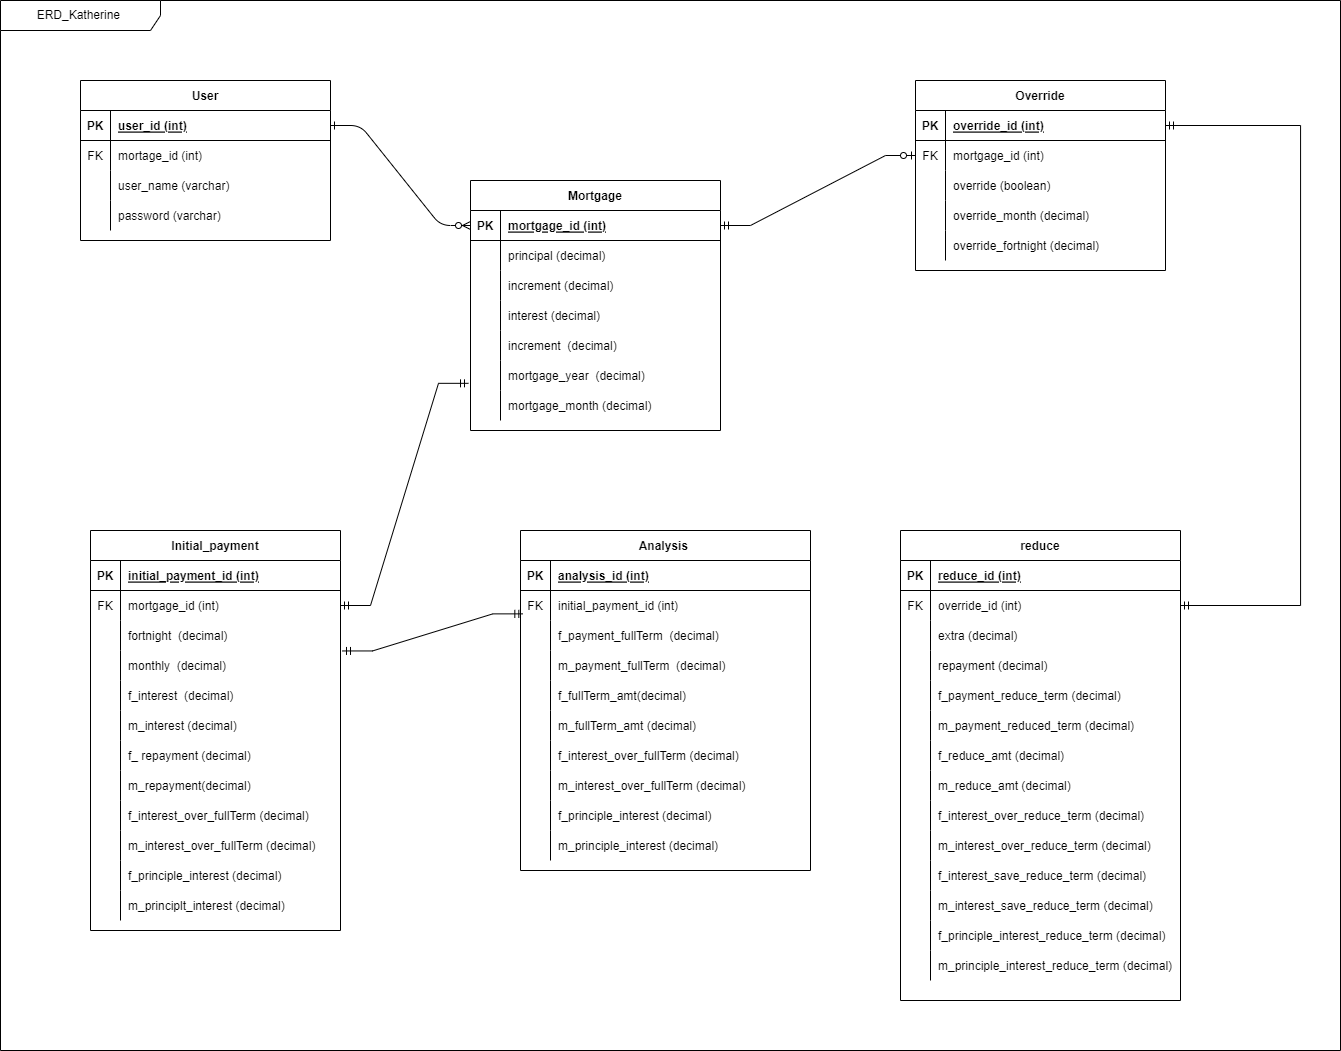 ERD_Katherine
User
PK user_id (int)
FK mortage_id (int)
user_name (varchar)
password (varchar)
Mortgage
PK mortgage_id (int)
principal (decimal)
increment (decimal)
interest (decimal)
increment (decimal)
mortgage_year (decimal)
mortgage_month (decimal)
Override
PK override_id (int)
FK mortgage_id (int)
override (boolean)
override_month (decimal)
override_fortnight (decimal)
Initial_payment
PK initial_payment_id (int)
FK mortgage_id (int)
fortnight (decimal)
monthly (decimal)
f_interest (decimal)
m_interest (decimal)
f_ repayment (decimal)
m_repayment(decimal)
f_interest_over_fullTerm (decimal)
m_interest_over_fullTerm (decimal)
f_principle_interest (decimal)
m_principlt_interest (decimal)
Analysis
PK analysis_id (int)
FK initial_payment_id (int)
f_payment_fullTerm (decimal)
m_payment_fullTerm (decimal)
f_fullTerm_amt(decimal)
m_fullTerm_amt (decimal)
f_interest_over_fullTerm (decimal)
m_interest_over_fullTerm (decimal)
f_principle_interest (decimal)
m_principle_interest (decimal)
reduce
PK reduce_id (int)
FK override_id (int)
extra (decimal)
repayment (decimal)
f_payment_reduce_term (decimal)
m_payment_reduced_term (decimal)
f_reduce_amt (decimal)
m_reduce_amt (decimal)
f_interest_over_reduce_term (decimal)
m_interest_over_reduce_term (decimal)
f_interest_save_reduce_term (decimal)
m_interest_save_reduce_term (decimal)
f_principle_interest_reduce_term (decimal)
m_principle_interest_reduce_term (decimal)